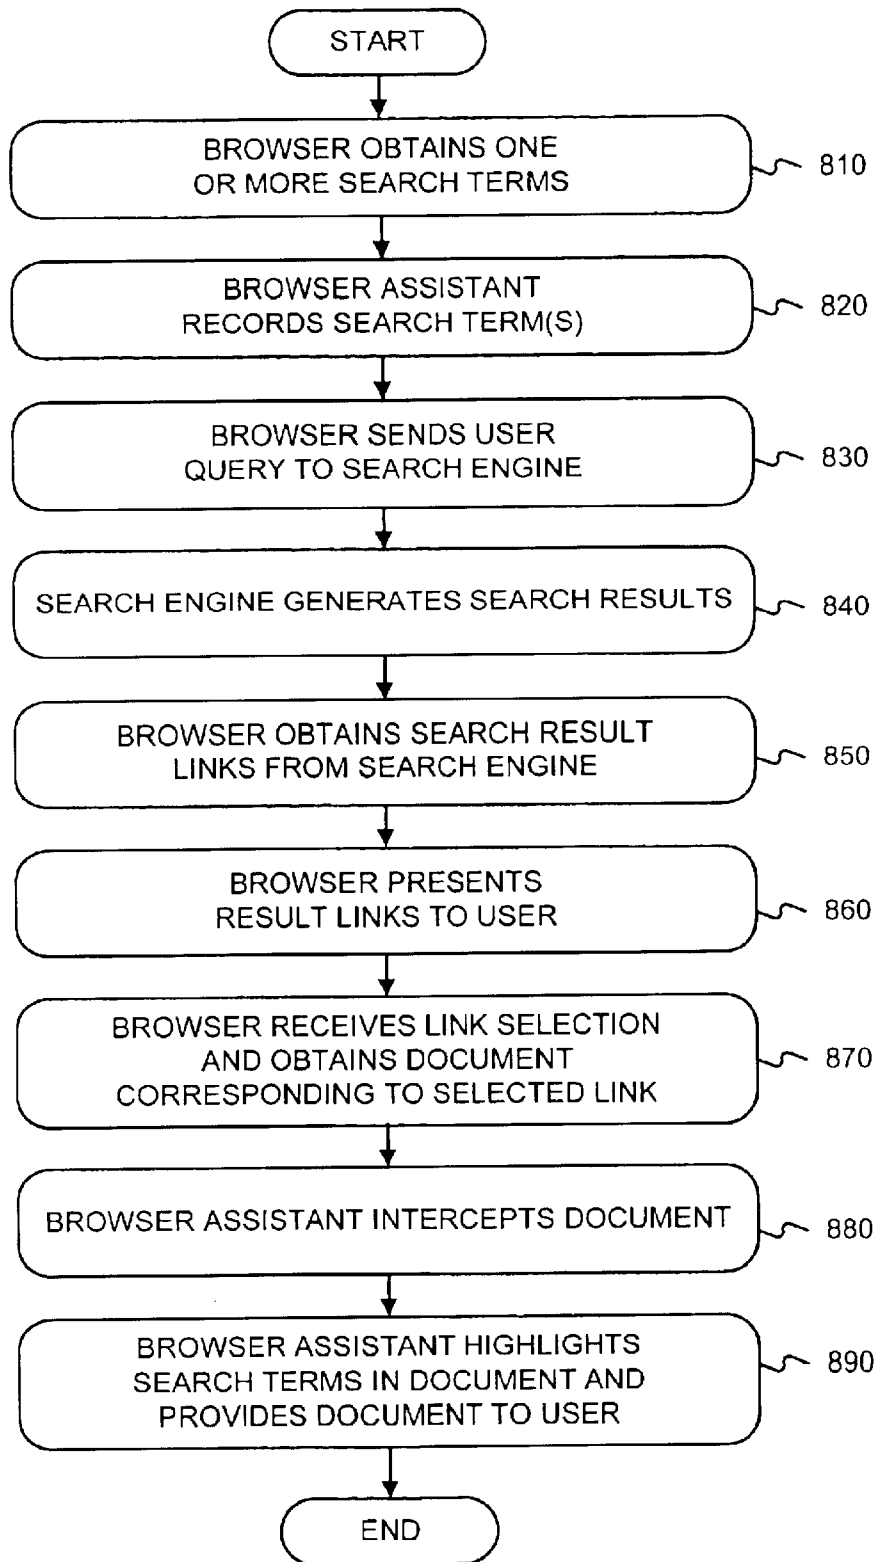 START
BROWSER OBTAINS ONE
OR MORE SEARCH TERMS
810
BROWSER ASSISTANT
RECORDS SEARCH TERM(S)
820
BROWSER SENDS USER
QUERY TO SEARCH ENGINE
830
SEARCH ENGINE GENERATES SEARCH RESULTS
840
BROWSER OBTAINS SEARCH RESULT
LINKS FROM SEARCH ENGINE
850
BROWSER PRESENTS
RESULT LINKS TO USER
860
BROWSER RECEIVES LINK SELECTION
AND OBTAINS DOCUMENT
CORRESPONDING TO SELECTED LINK
870
BROWSER ASSISTANT INTERCEPTS DOCUMENT
880
BROWSER ASSISTANT HIGHLIGHTS
SEARCH TERMS IN DOCUMENT AND
PROVIDES DOCUMENT TO USER
890
END